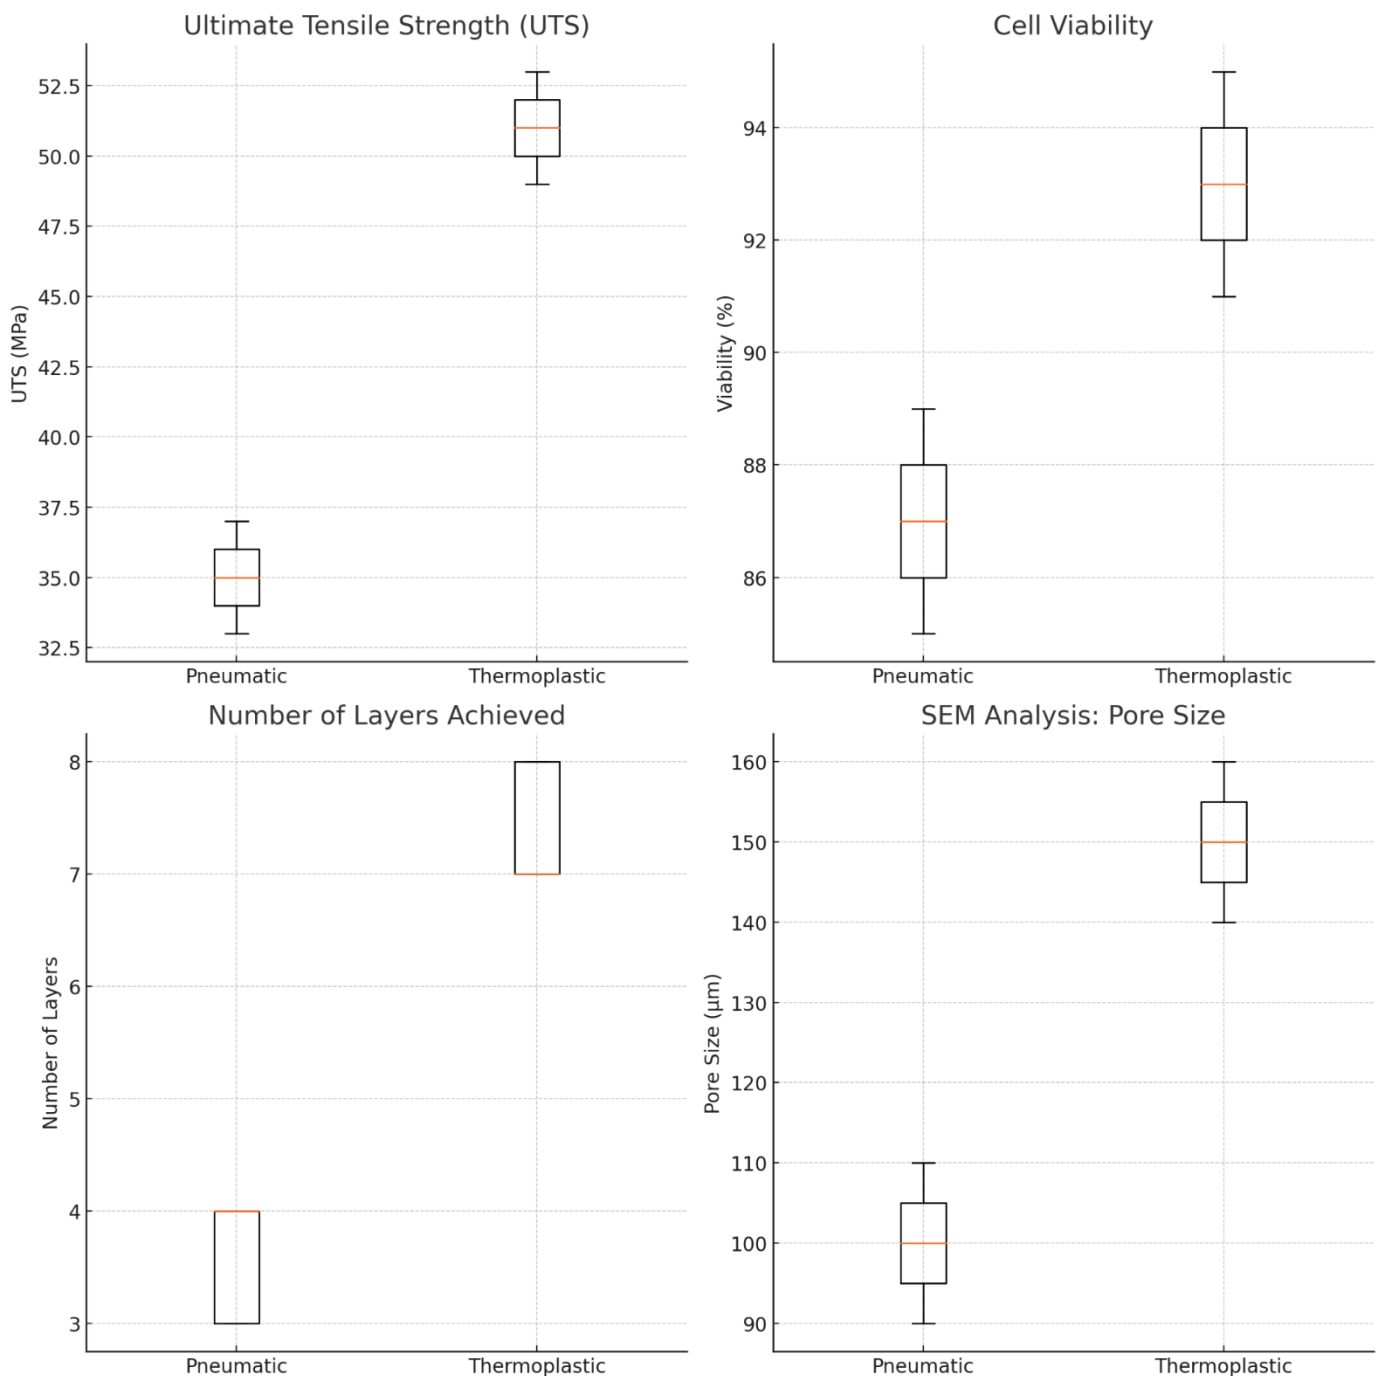 Ultimate Tensile Strength (UTS)
52.5
50.0
47.5
45.0
42.5
40.0
37.5
35.0
32.5
UTS (MPa)
Pneumatic
Thermoplastic
Cell Viability
94
92
90
88
86
Viability (%)
Pneumatic
Thermoplastic
Number of Layers Achieved
8
7
6
5
4
3
Number of Layers
Pneumatic
Thermoplastic
SEM Analysis: Pore Size
160
150
140
130
120
110
100
90
Pore Size (μm)
Pneumatic
Thermoplastic